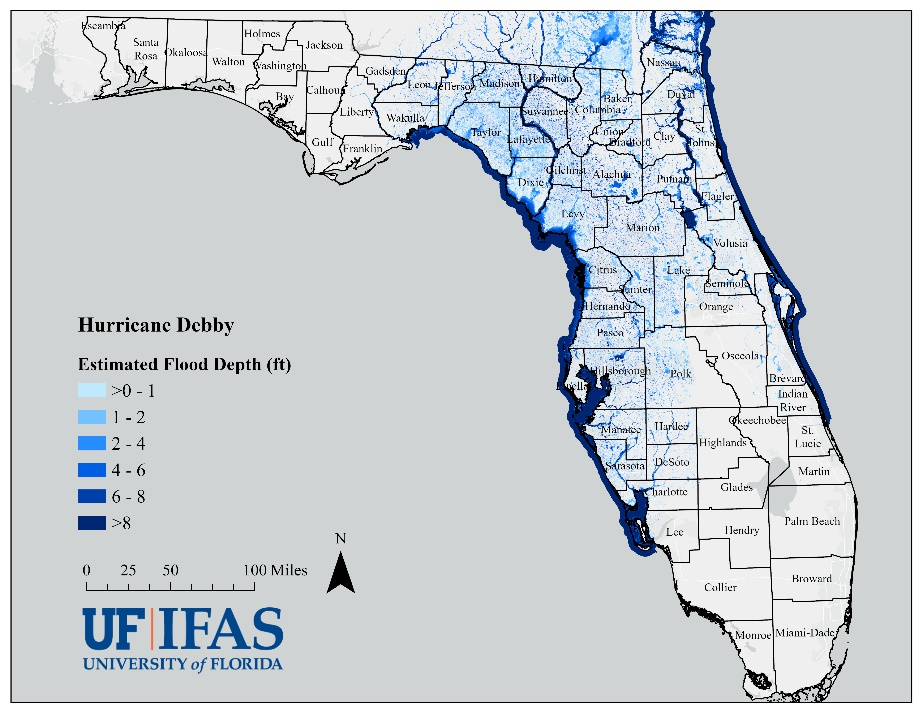 Escambia
Santa
Rosa
Okaloosa
Walton
Holmes
Washington
Jackson
Bay
Calhoun
Gulf
Liberty
Franklin
Gadsden
Leon
Wakulla
Jefferson
Madison
Taylor
Hamilton
Suwannee
Lafayette
Dixie
Columbia
Baker
Nassau
Duval
Union
Bradford
Clay
St.
Johns
Gilchrist
Alachua
Putnam
Flagler
Levy
Marion
Volusia
Citrus
Sumter
Lake
Seminole
Orange
Hernando
Pasco
Hillsborough
Polk
Osceola
Brevard
Indian
River
Manatee
Hardee
Highlands
Okeechobee
St.
Lucie
Sarasota
DeSoto
Martin
Charlotte
Glades
Lee
Hendry
Palm Beach
Collier
Broward
Monroe
Miami-Dade
Hurricane Debby
Estimated Flood Depth (ft)
>0 - 1
1 - 2
2 - 4
4 - 6
6 - 8
>8
0 25 50 100 Miles
N
UF|IFAS
UNIVERSITY of FLORIDA